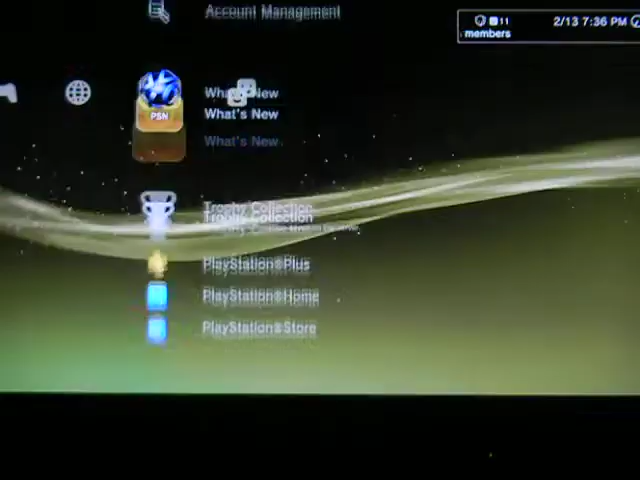 Account Management
11
2/13 7:36 PM
members
What's New
PSN
What's New
What's New
Trophy Collection
Trophy Collection
PlayStation®Plus
PlayStation®Home
PlayStation®Store